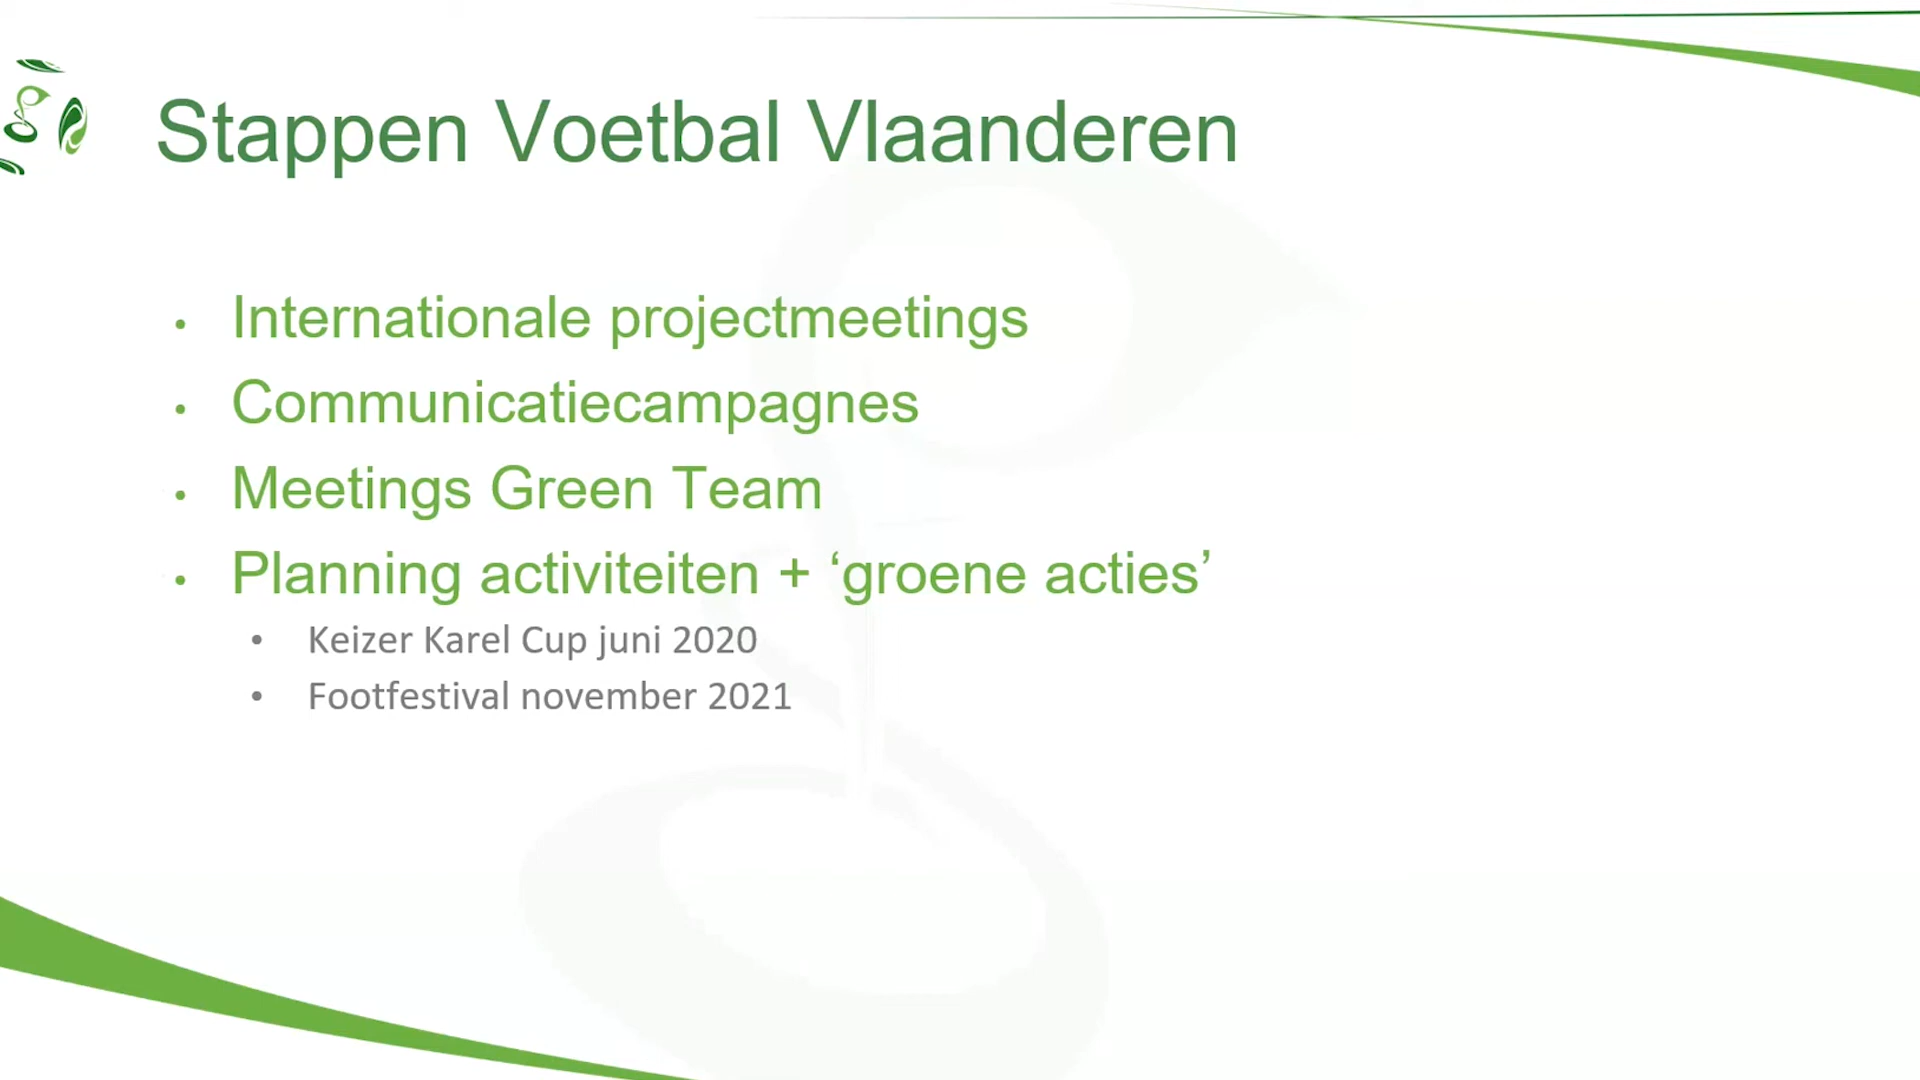 Stappen Voetbal Vlaanderen
• Internationale projectmeetings
• Communicatiecampagnes
• Meetings Green Team
• Planning activiteiten + ‘groene acties’
• Keizer Karel Cup juni 2020
• Footfestival november 2021